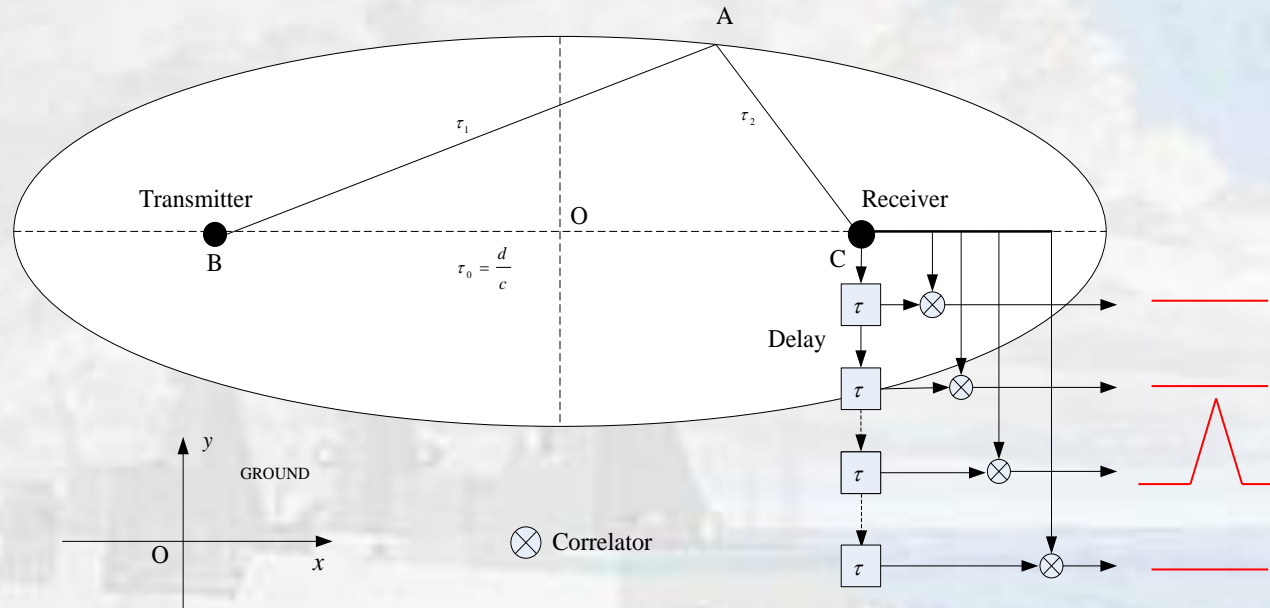 A
τ₁
τ₂
Transmitter
Receiver
O
B
C
τ₀ = d/c
τ
Delay
τ
y
GROUND
τ
O
x
Correlator
τ